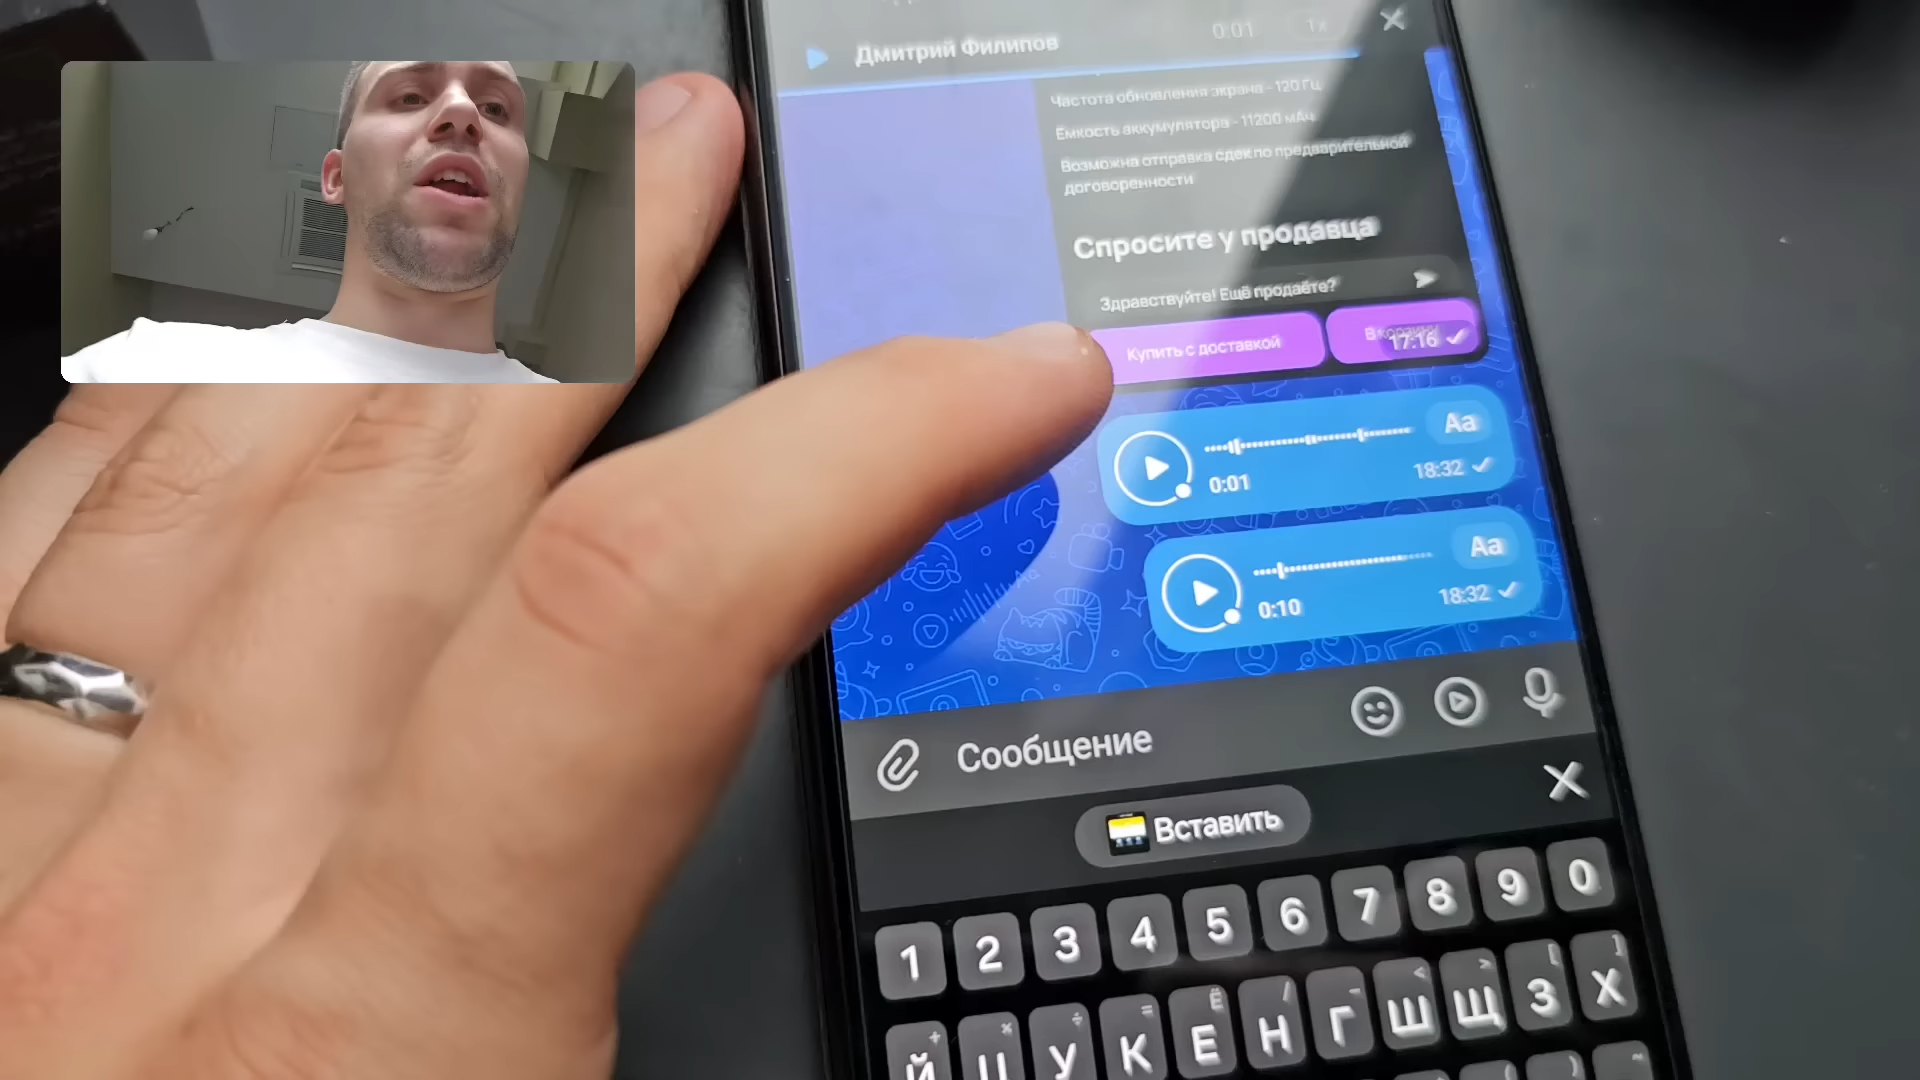 Дмитрий Филипов
0:01
1x
Частота обновления экрана - 120 Гц
Емкость аккумулятора - 11200 мАч
Возможна отправка сдек по предварительной
договоренности
Спросите у продавца
Здравствуйте! Ещё продаёте?
Купить с доставкой
В корзину
17:16
Aa
0:01
18:32
Aa
0:10
18:32
Сообщение
Вставить
1 2 3 4 5 6 7 8 9 0
+ × ÷ = Ё / - < > [ ]
Й Ц У К Е Н Г Ш Щ З Х